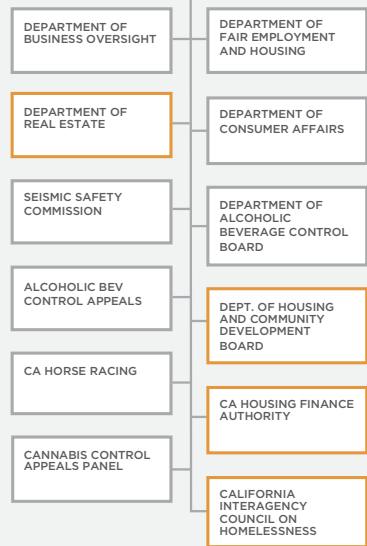 DEPARTMENT OF
BUSINESS OVERSIGHT
DEPARTMENT OF
FAIR EMPLOYMENT
AND HOUSING
DEPARTMENT OF
REAL ESTATE
DEPARTMENT OF
CONSUMER AFFAIRS
SEISMIC SAFETY
COMMISSION
DEPARTMENT OF
ALCOHOLIC
BEVERAGE CONTROL
BOARD
ALCOHOLIC BEV
CONTROL APPEALS
DEPT. OF HOUSING
AND COMMUNITY
DEVELOPMENT
BOARD
CA HORSE RACING
CA HOUSING FINANCE
AUTHORITY
CANNABIS CONTROL
APPEALS PANEL
CALIFORNIA
INTERAGENCY
COUNCIL ON
HOMELESSNESS